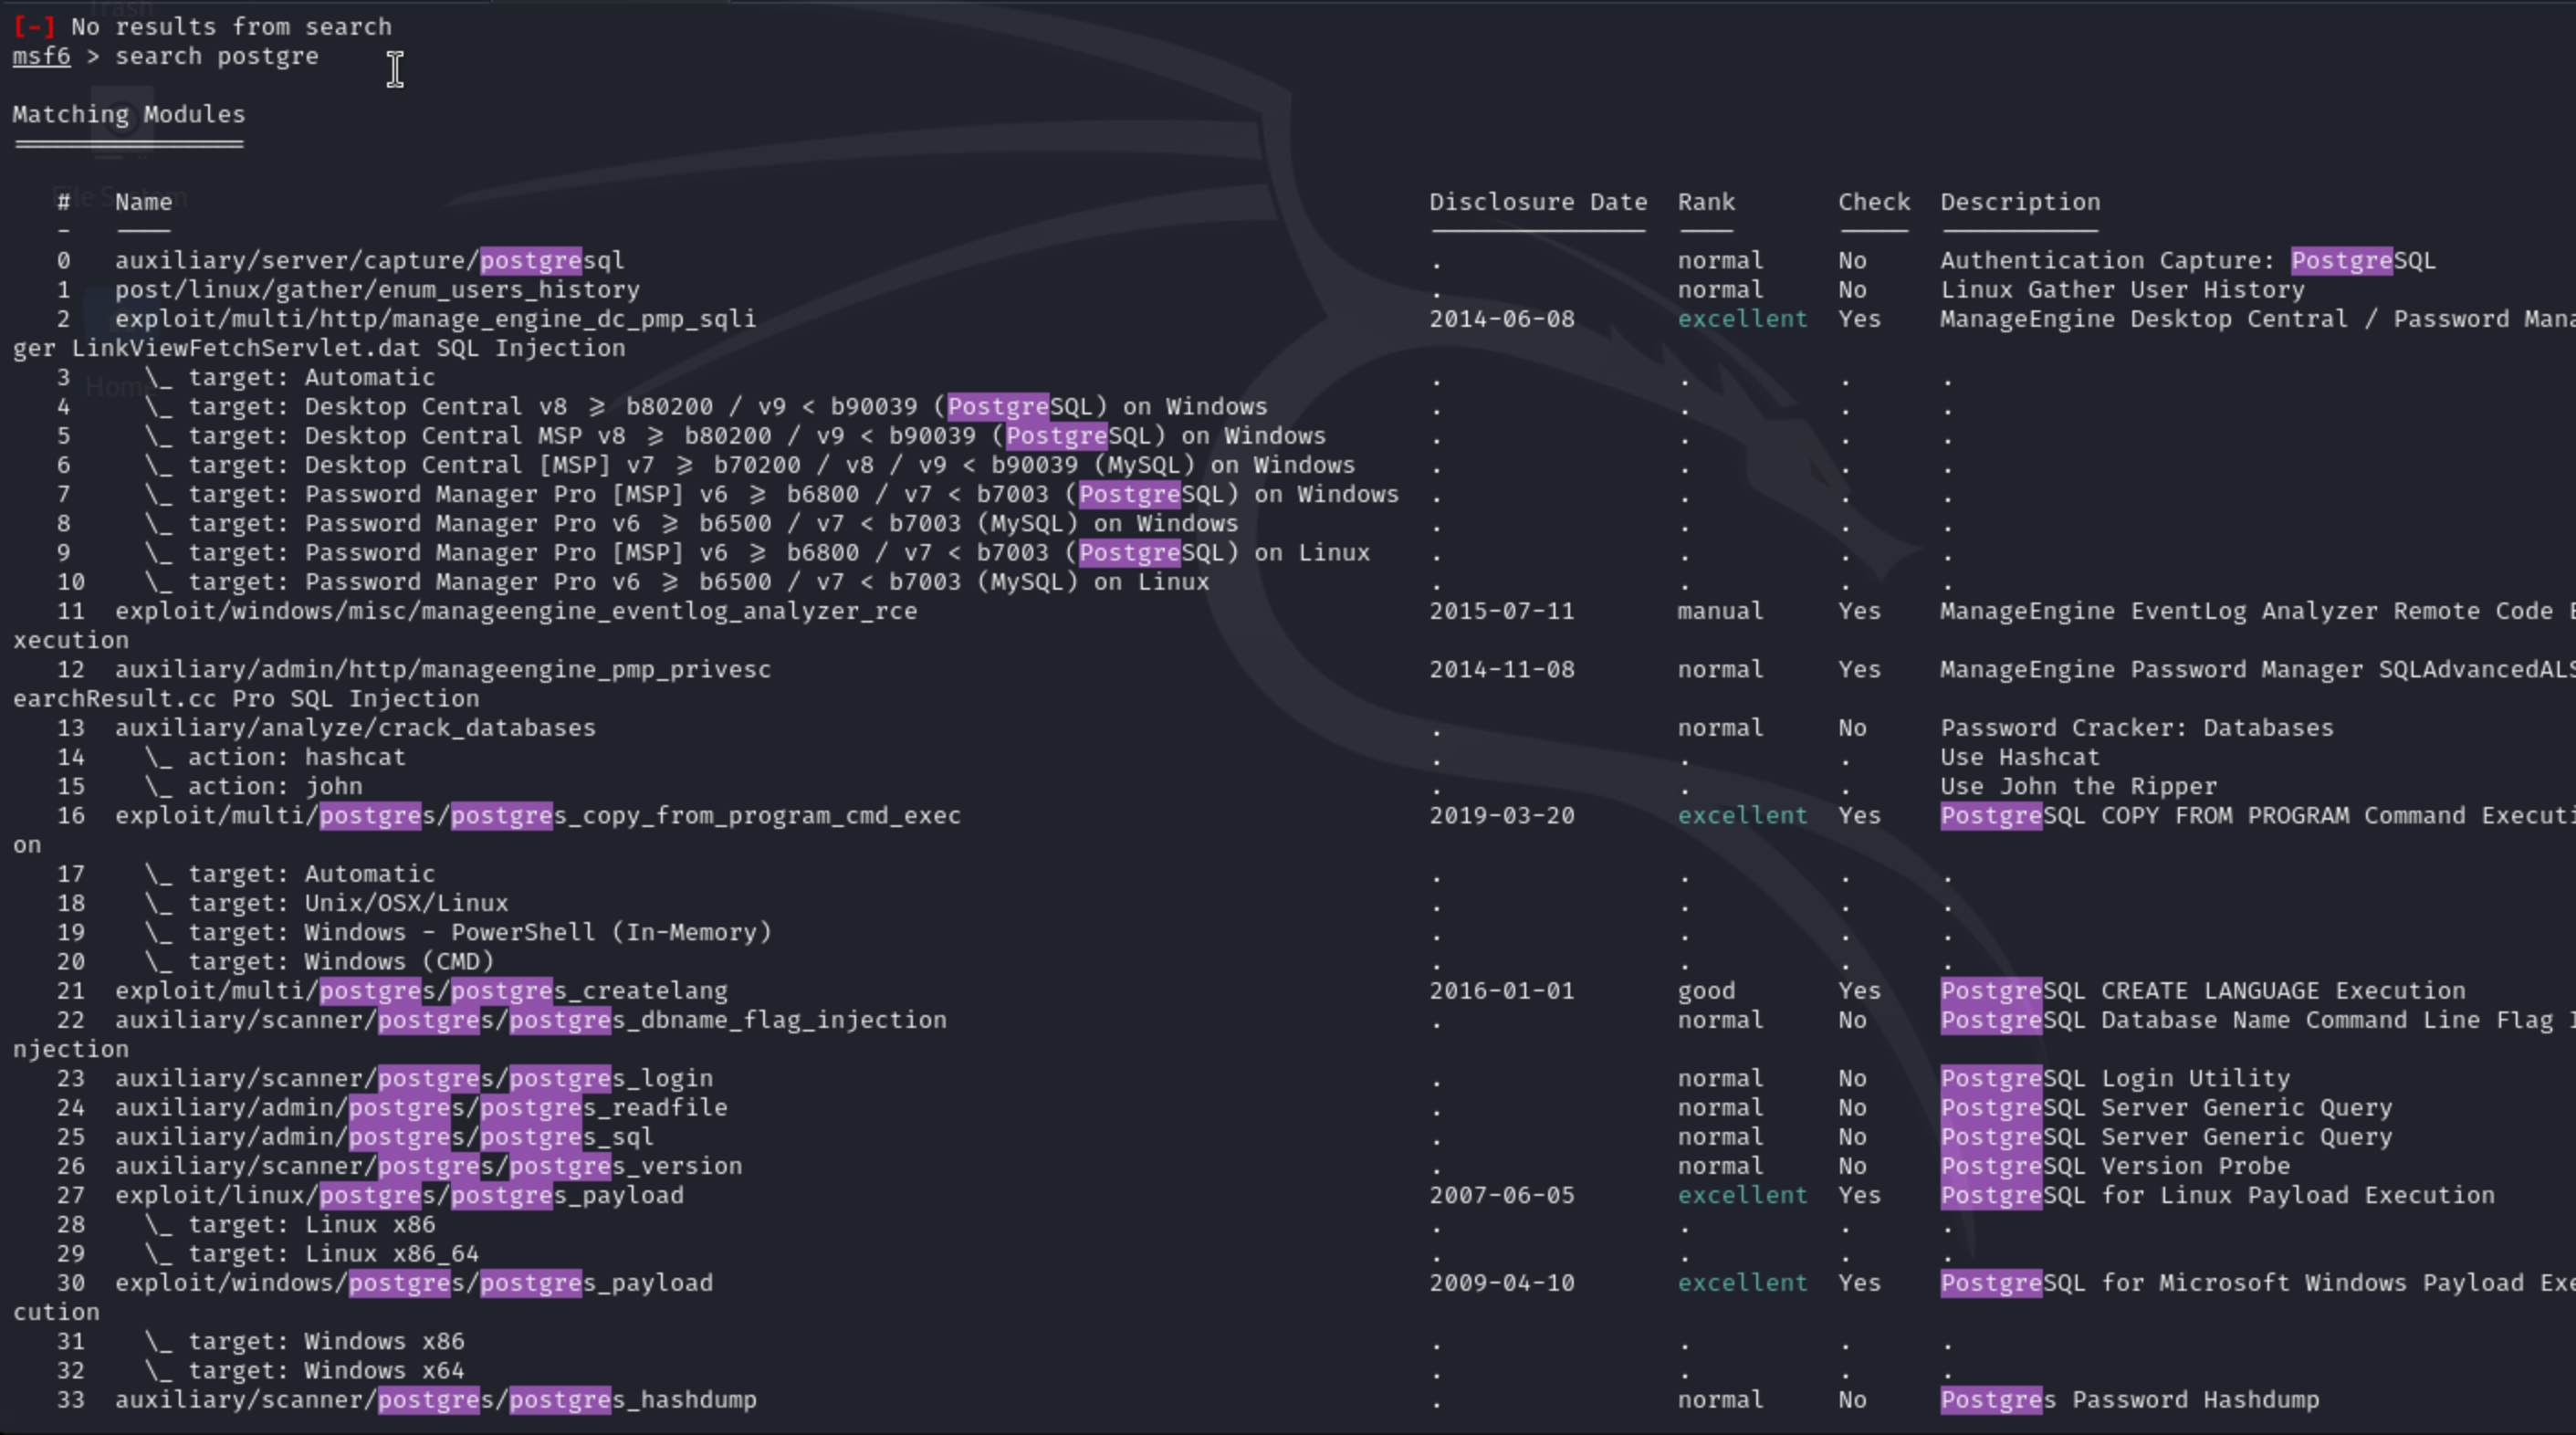 Trash
[-] No results from search
msf6 > search postgre
Matching Modules
================
File System
# Name Disclosure Date Rank Check Description
- ---- --------------- ---- ----- -----------
0 auxiliary/server/capture/postgresql . normal No Authentication Capture: PostgreSQL
1 post/linux/gather/enum_users_history . normal No Linux Gather User History
2 exploit/multi/http/manage_engine_dc_pmp_sqli 2014-06-08 excellent Yes ManageEngine Desktop Central / Password Mana
ger LinkViewFetchServlet.dat SQL Injection
3 \_ target: Automatic . . . .
Home
4 \_ target: Desktop Central v8 >= b80200 / v9 < b90039 (PostgreSQL) on Windows . . . .
5 \_ target: Desktop Central MSP v8 >= b80200 / v9 < b90039 (PostgreSQL) on Windows . . . .
6 \_ target: Desktop Central [MSP] v7 >= b70200 / v8 / v9 < b90039 (MySQL) on Windows . . . .
7 \_ target: Password Manager Pro [MSP] v6 >= b6800 / v7 < b7003 (PostgreSQL) on Windows . . . .
8 \_ target: Password Manager Pro v6 >= b6500 / v7 < b7003 (MySQL) on Windows . . . .
9 \_ target: Password Manager Pro [MSP] v6 >= b6800 / v7 < b7003 (PostgreSQL) on Linux . . . .
10 \_ target: Password Manager Pro v6 >= b6500 / v7 < b7003 (MySQL) on Linux . . . .
11 exploit/windows/misc/manageengine_eventlog_analyzer_rce 2015-07-11 manual Yes ManageEngine EventLog Analyzer Remote Code E
xecution
12 auxiliary/admin/http/manageengine_pmp_privesc 2014-11-08 normal Yes ManageEngine Password Manager SQLAdvancedALS
earchResult.cc Pro SQL Injection
13 auxiliary/analyze/crack_databases . normal No Password Cracker: Databases
14 \_ action: hashcat . . . Use Hashcat
15 \_ action: john . . . Use John the Ripper
16 exploit/multi/postgres/postgres_copy_from_program_cmd_exec 2019-03-20 excellent Yes PostgreSQL COPY FROM PROGRAM Command Executi
on
17 \_ target: Automatic . . . .
18 \_ target: Unix/OSX/Linux . . . .
19 \_ target: Windows - PowerShell (In-Memory) . . . .
20 \_ target: Windows (CMD) . . . .
21 exploit/multi/postgres/postgres_createlang 2016-01-01 good Yes PostgreSQL CREATE LANGUAGE Execution
22 auxiliary/scanner/postgres/postgres_dbname_flag_injection . normal No PostgreSQL Database Name Command Line Flag I
njection
23 auxiliary/scanner/postgres/postgres_login . normal No PostgreSQL Login Utility
24 auxiliary/admin/postgres/postgres_readfile . normal No PostgreSQL Server Generic Query
25 auxiliary/admin/postgres/postgres_sql . normal No PostgreSQL Server Generic Query
26 auxiliary/scanner/postgres/postgres_version . normal No PostgreSQL Version Probe
27 exploit/linux/postgres/postgres_payload 2007-06-05 excellent Yes PostgreSQL for Linux Payload Execution
28 \_ target: Linux x86 . . . .
29 \_ target: Linux x86_64 . . . .
30 exploit/windows/postgres/postgres_payload 2009-04-10 excellent Yes PostgreSQL for Microsoft Windows Payload Exe
cution
31 \_ target: Windows x86 . . . .
32 \_ target: Windows x64 . . . .
33 auxiliary/scanner/postgres/postgres_hashdump . normal No Postgres Password Hashdump